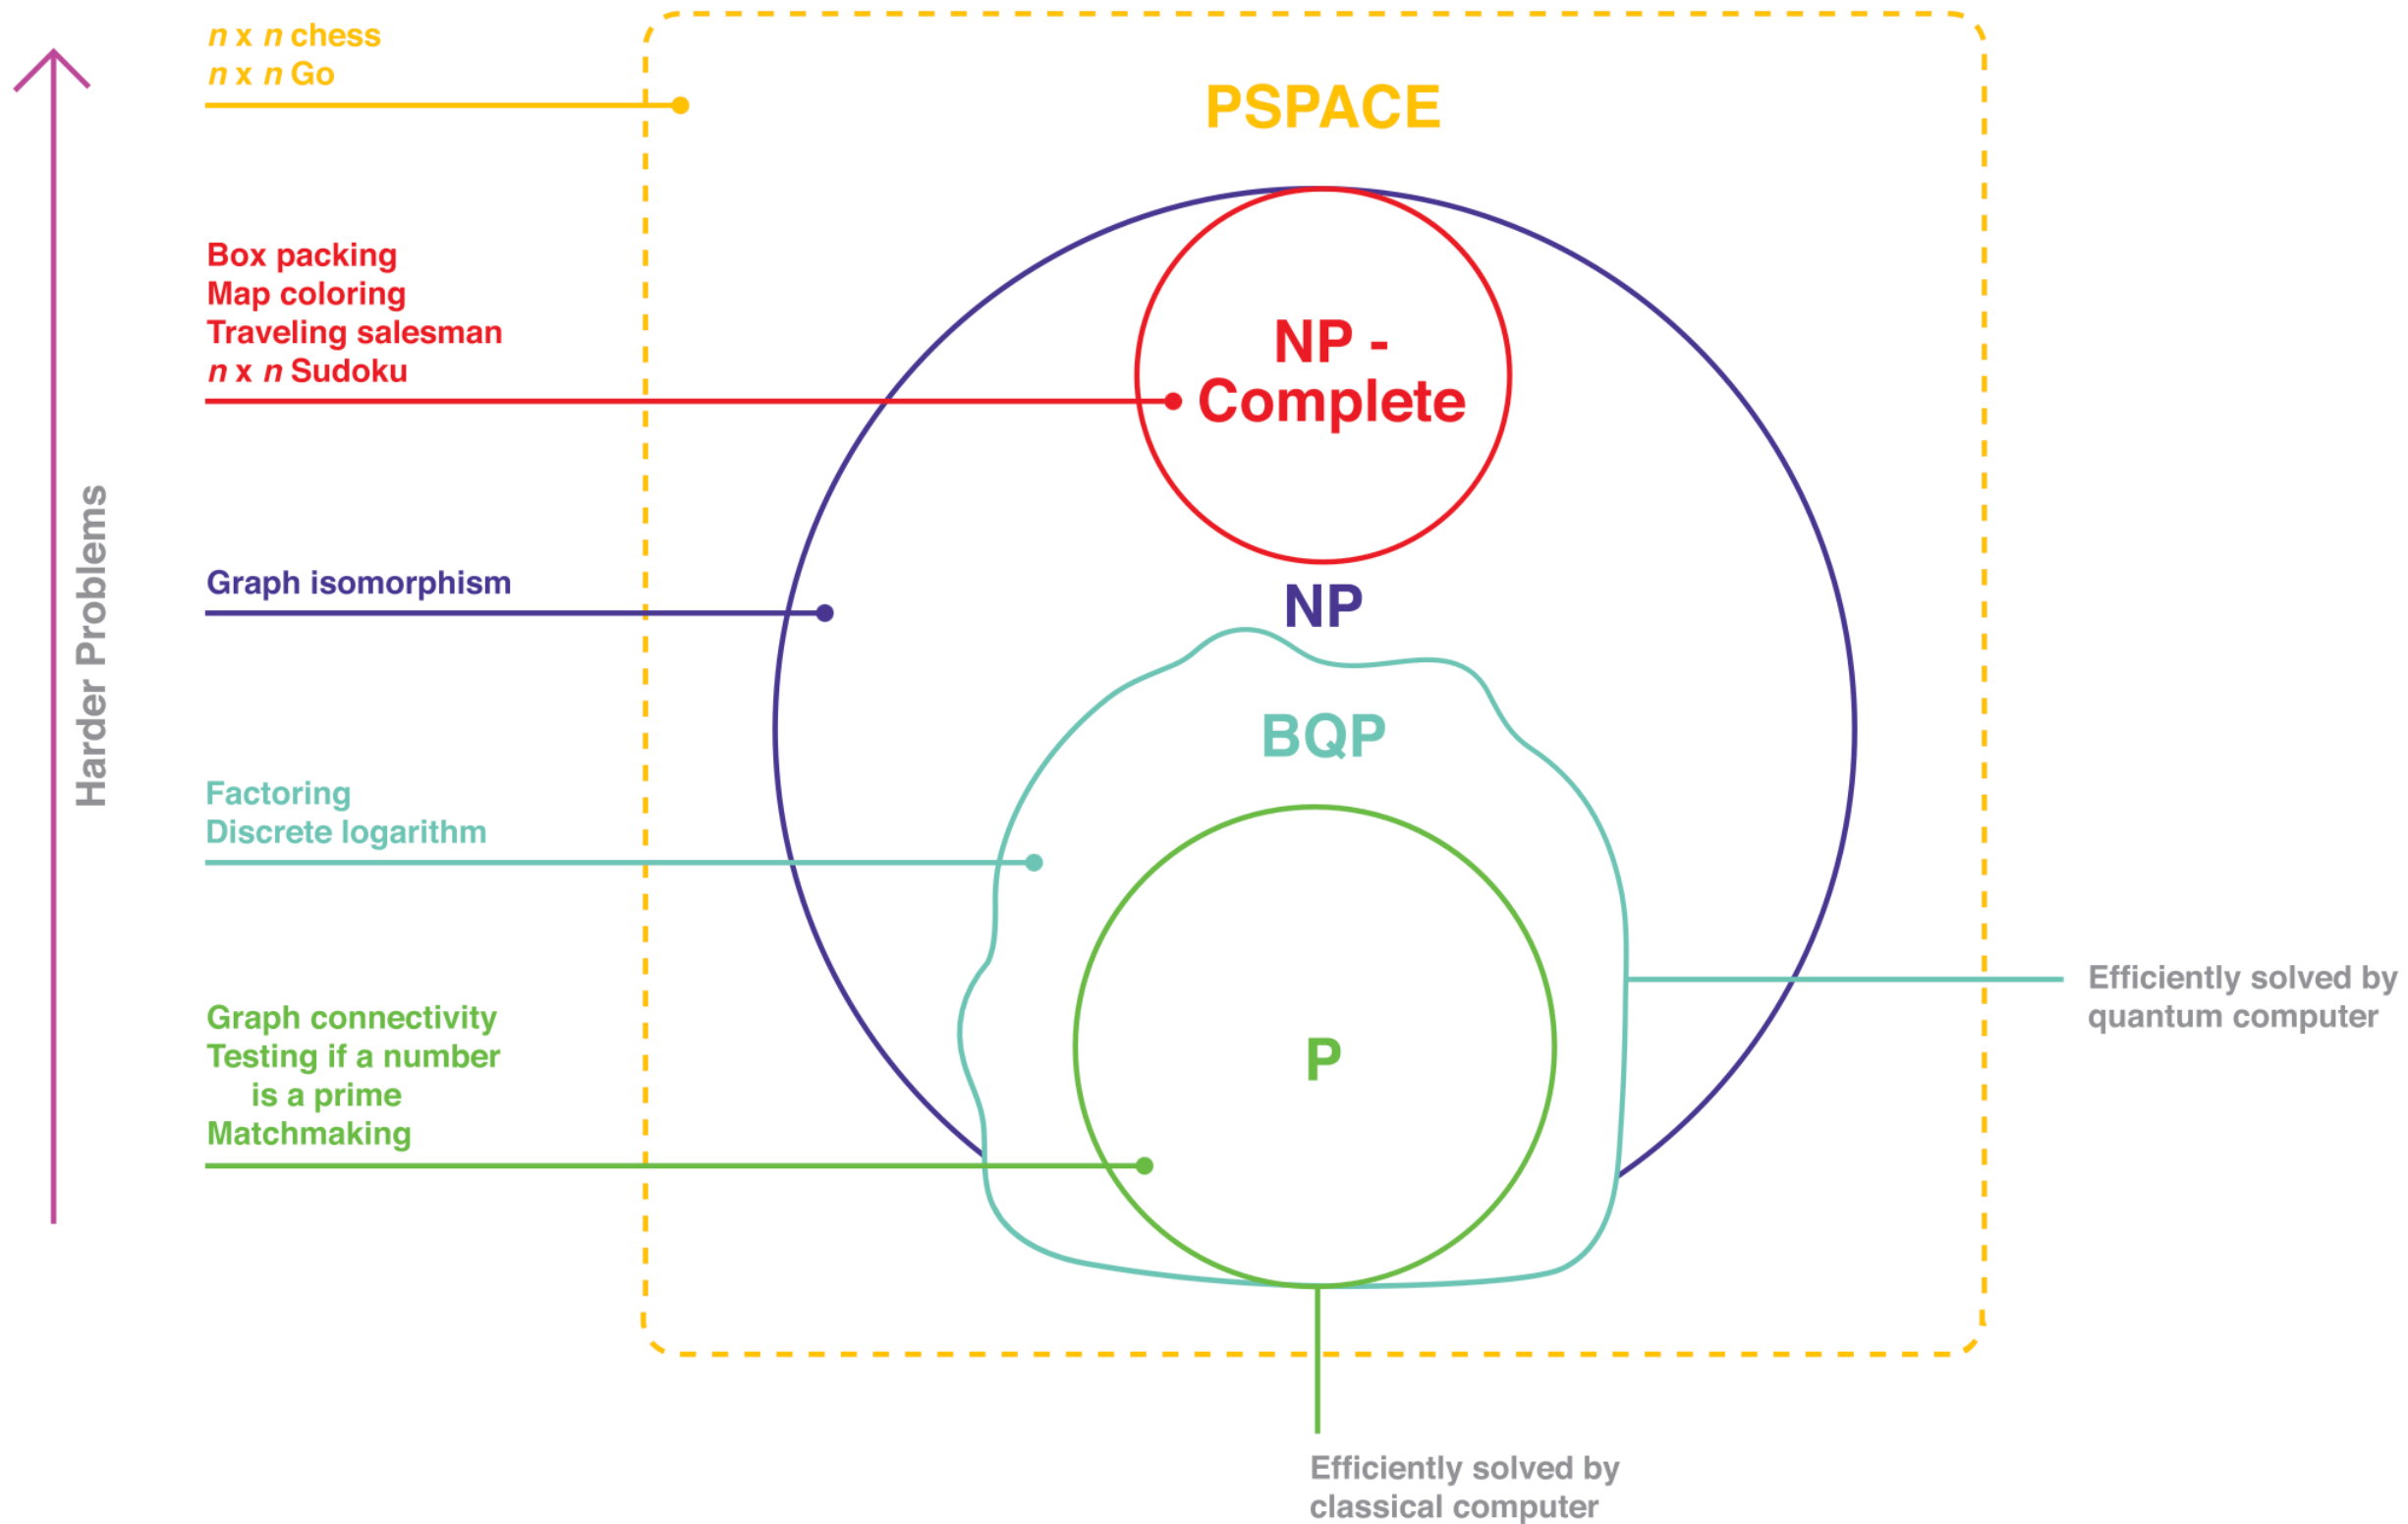 n x n chess
n x n Go
PSPACE
Box packing
Map coloring
Traveling salesman
n x n Sudoku
NP -
Complete
Harder Problems
Graph isomorphism
NP
BQP
Factoring
Discrete logarithm
Graph connectivity
Testing if a number
is a prime
Matchmaking
P
Efficiently solved by
quantum computer
Efficiently solved by
classical computer